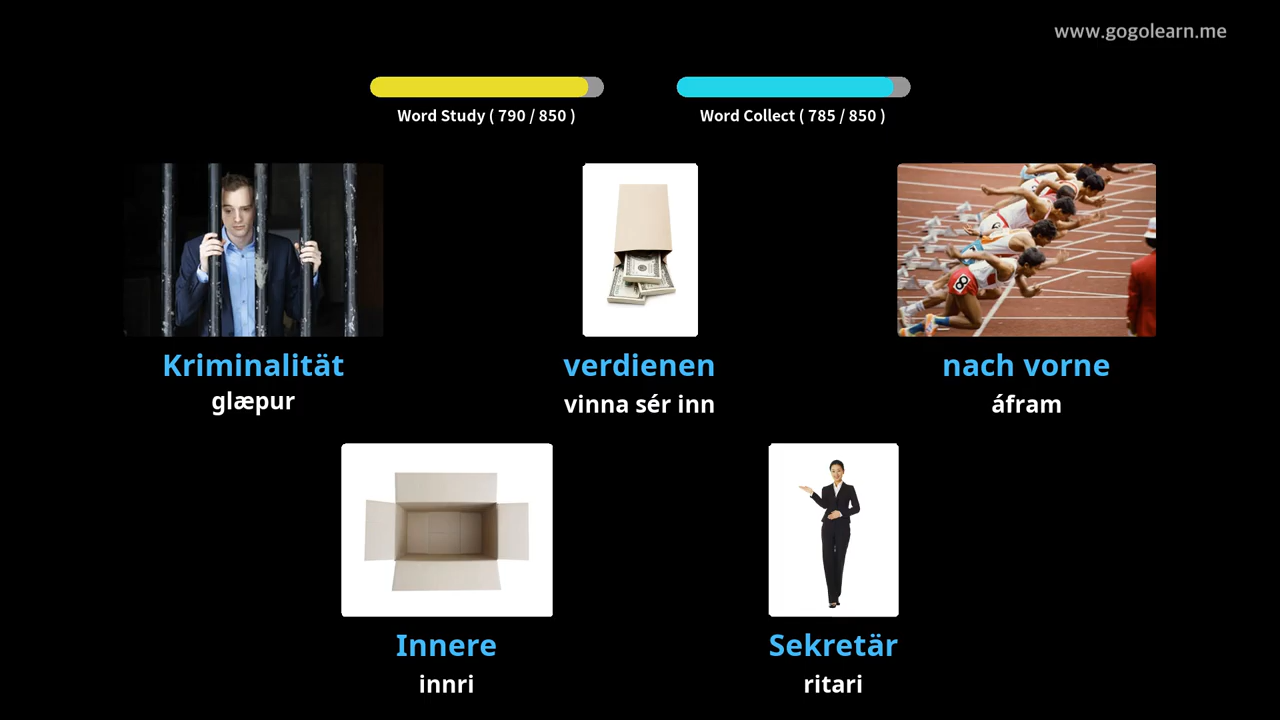 www.gogolearn.me
Word Study ( 790 / 850 )
Word Collect ( 785 / 850 )
Kriminalität
glæpur
verdienen
vinna sér inn
nach vorne
áfram
Innere
innri
Sekretär
ritari